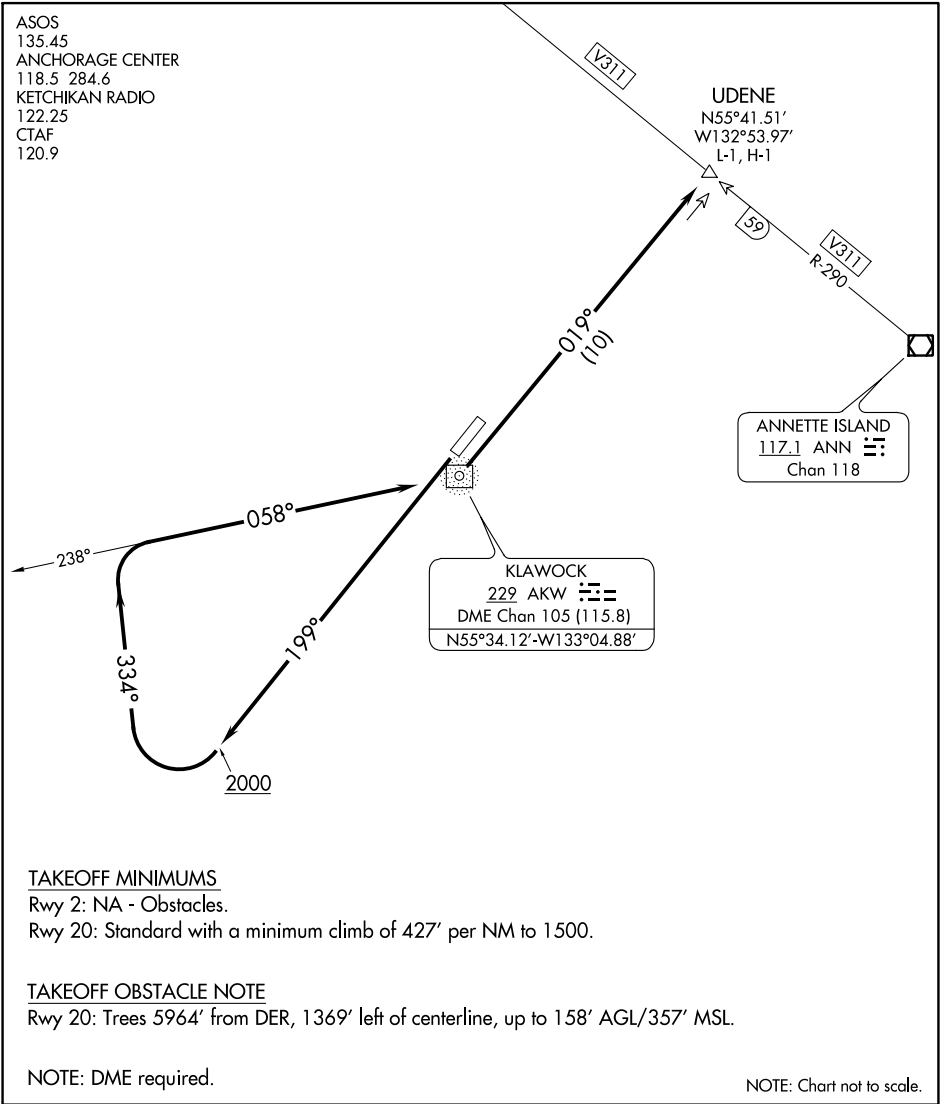 ASOS
135.45
ANCHORAGE CENTER
118.5 284.6
KETCHIKAN RADIO
122.25
CTAF
120.9
V311
UDENE
N55°41.51'
W132°53.97'
L-1, H-1
59
V311
R-290
019°
(10)
ANNETTE ISLAND
117.1 ANN
Chan 118
058°
238°
KLAWOCK
229 AKW
DME Chan 105 (115.8)
N55°34.12'-W133°04.88'
199°
334°
2000
TAKEOFF MINIMUMS
Rwy 2: NA - Obstacles.
Rwy 20: Standard with a minimum climb of 427' per NM to 1500.
TAKEOFF OBSTACLE NOTE
Rwy 20: Trees 5964' from DER, 1369' left of centerline, up to 158' AGL/357' MSL.
NOTE: DME required.
NOTE: Chart not to scale.